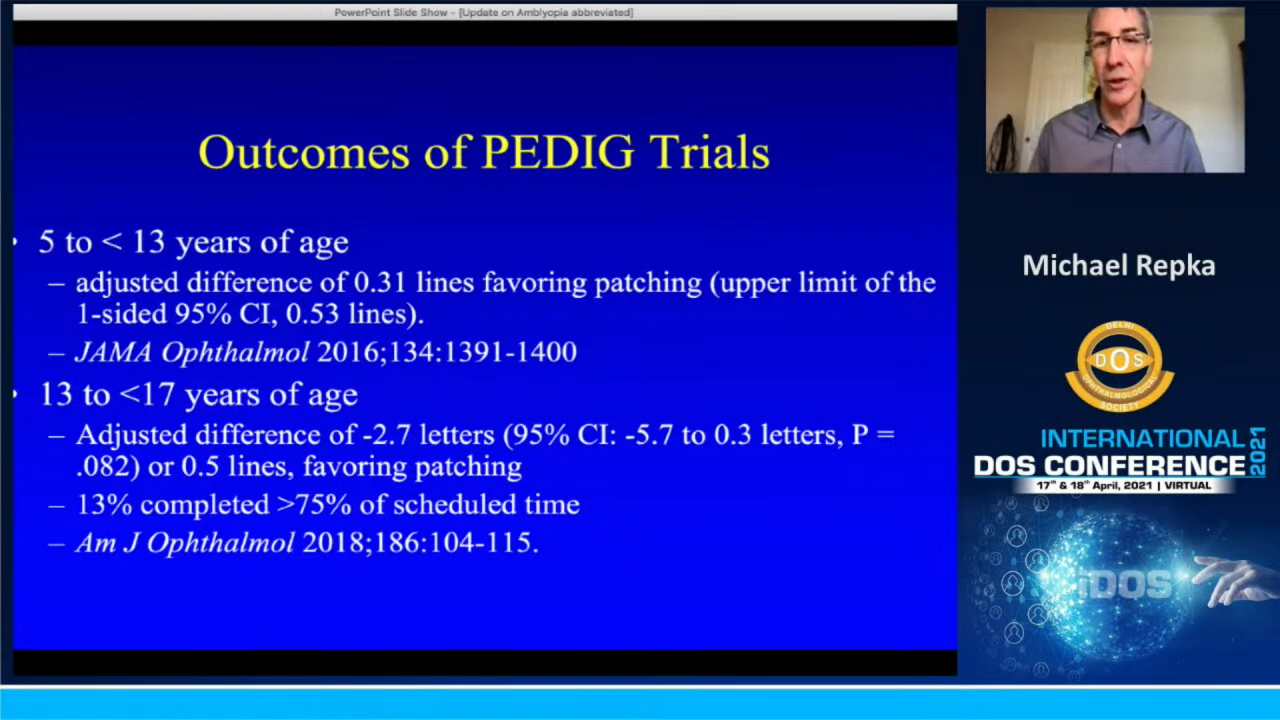 PowerPoint Slide Show - [Update on Amblyopia abbreviated]
Outcomes of PEDIG Trials
• 5 to < 13 years of age
– adjusted difference of 0.31 lines favoring patching (upper limit of the
1-sided 95% CI, 0.53 lines).
– JAMA Ophthalmol 2016;134:1391-1400
• 13 to <17 years of age
– Adjusted difference of -2.7 letters (95% CI: -5.7 to 0.3 letters, P =
.082) or 0.5 lines, favoring patching
– 13% completed >75% of scheduled time
– Am J Ophthalmol 2018;186:104-115.
Michael Repka
DELHI
DOS
OPHTHALMOLOGICAL
SOCIETY
INTERNATIONAL
DOS CONFERENCE
2021
17th & 18th April, 2021 | VIRTUAL
iDOS